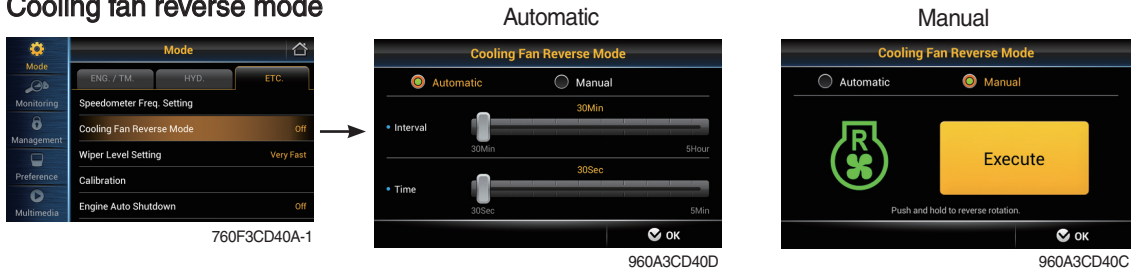 Cooling fan reverse mode
Automatic
Manual
Mode
Mode
ENG. / TM.
HYD.
ETC.
Monitoring
Management
Preference
Multimedia
Speedometer Freq. Setting
Cooling Fan Reverse Mode Off
Wiper Level Setting Very Fast
Calibration
Engine Auto Shutdown Off
760F3CD40A-1
Cooling Fan Reverse Mode
Automatic Manual
30Min
• Interval
30Min 5Hour
30Sec
• Time
30Sec 5Min
OK
960A3CD40D
Cooling Fan Reverse Mode
Automatic Manual
R
Execute
Push and hold to reverse rotation.
OK
960A3CD40C